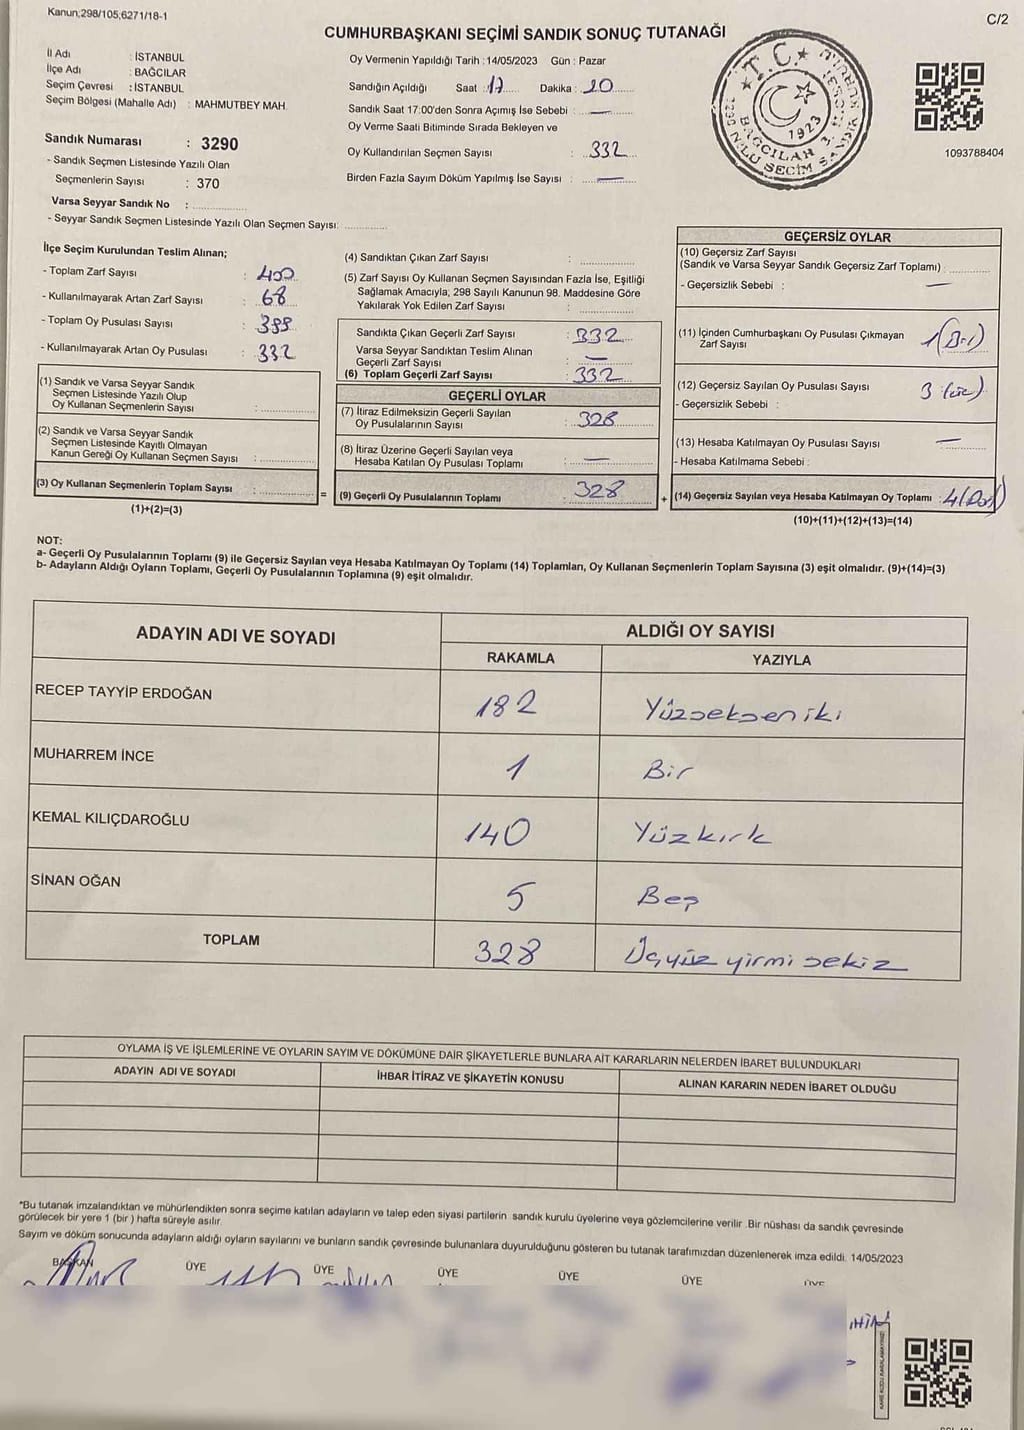 Kanun;298/105;6271/18-1
C/2
CUMHURBAŞKANI SEÇİMİ SANDIK SONUÇ TUTANAĞI
İl Adı : İSTANBUL
İlçe Adı : BAĞCILAR
Seçim Çevresi : İSTANBUL
Seçim Bölgesi (Mahalle Adı) : MAHMUTBEY MAH.
Sandık Numarası : 3290
- Sandık Seçmen Listesinde Yazılı Olan
Seçmenlerin Sayısı : 370
Varsa Seyyar Sandık No :
- Seyyar Sandık Seçmen Listesinde Yazılı Olan Seçmen Sayısı:
Oy Vermenin Yapıldığı Tarih : 14/05/2023 Gün : Pazar
Sandığın Açıldığı Saat : 17 Dakika : 20
Sandık Saat 17:00'den Sonra Açımış İse Sebebi : —
Oy Verme Saati Bitiminde Sırada Bekleyen ve
Oy Kullandırılan Seçmen Sayısı : 332
Birden Fazla Sayım Döküm Yapılmış İse Sayısı : —
T.C.
1923
BAĞCILAR 3. İLÇE SEÇİM KURULU
3290 NOLU SEÇİM SANDIK
1093788404
İlçe Seçim Kurulundan Teslim Alınan;
- Toplam Zarf Sayısı : 400
- Kullanılmayarak Artan Zarf Sayısı : 68
- Toplam Oy Pusulası Sayısı : 399
- Kullanılmayarak Artan Oy Pusulası : 332
(1) Sandık ve Varsa Seyyar Sandık
Seçmen Listesinde Yazılı Olup
Oy Kullanan Seçmenlerin Sayısı :
(2) Sandık ve Varsa Seyyar Sandık
Seçmen Listesinde Kayıtlı Olmayan
Kanun Gereği Oy Kullanan Seçmen Sayısı :
(3) Oy Kullanan Seçmenlerin Toplam Sayısı :
(1)+(2)=(3)
=
(4) Sandıktan Çıkan Zarf Sayısı :
(5) Zarf Sayısı Oy Kullanan Seçmen Sayısından Fazla İse, Eşitliği
Sağlamak Amacıyla; 298 Sayılı Kanunun 98. Maddesine Göre
Yakılarak Yok Edilen Zarf Sayısı :
Sandıkta Çıkan Geçerli Zarf Sayısı : 332
Varsa Seyyar Sandıktan Teslim Alınan
Geçerli Zarf Sayısı : —
(6) Toplam Geçerli Zarf Sayısı : 332
GEÇERLİ OYLAR
(7) İtiraz Edilmeksizin Geçerli Sayılan
Oy Pusulalarının Sayısı : 328
(8) İtiraz Üzerine Geçerli Sayılan veya
Hesaba Katılan Oy Pusulası Toplamı : —
(9) Geçerli Oy Pusulalarının Toplamı : 328
+
GEÇERSİZ OYLAR
(10) Geçersiz Zarf Sayısı
(Sandık ve Varsa Seyyar Sandık Geçersiz Zarf Toplamı) :
- Geçersizlik Sebebi : —
(11) İçinden Cumhurbaşkanı Oy Pusulası Çıkmayan
Zarf Sayısı : 1 (Bir)
(12) Geçersiz Sayılan Oy Pusulası Sayısı 3 (üç)
- Geçersizlik Sebebi :
(13) Hesaba Katılmayan Oy Pusulası Sayısı —
- Hesaba Katılmama Sebebi :
(14) Geçersiz Sayılan veya Hesaba Katılmayan Oy Toplamı : 4 (Dört)
(10)+(11)+(12)+(13)=(14)
NOT:
a- Geçerli Oy Pusulalarının Toplamı (9) ile Geçersiz Sayılan veya Hesaba Katılmayan Oy Toplamı (14) Toplamları, Oy Kullanan Seçmenlerin Toplam Sayısına (3) eşit olmalıdır. (9)+(14)=(3)
b- Adayların Aldığı Oyların Toplamı, Geçerli Oy Pusulalarının Toplamına (9) eşit olmalıdır.
ADAYIN ADI VE SOYADI
ALDIĞI OY SAYISI
RAKAMLA YAZIYLA
RECEP TAYYİP ERDOĞAN 182 Yüzseksen iki
MUHARREM İNCE 1 Bir
KEMAL KILIÇDAROĞLU 140 Yüzkırk
SİNAN OĞAN 5 Beş
TOPLAM 328 Üçyüz yirmi sekiz
OYLAMA İŞ VE İŞLEMLERİNE VE OYLARIN SAYIM VE DÖKÜMÜNE DAİR ŞİKAYETLERLE BUNLARA AİT KARARLARIN NELERDEN İBARET BULUNDUKLARI
ADAYIN ADI VE SOYADI İHBAR İTİRAZ VE ŞİKAYETİN KONUSU ALINAN KARARIN NEDEN İBARET OLDUĞU
*Bu tutanak imzalandıktan ve mühürlendikten sonra seçime katılan adayların ve talep eden siyasi partilerin sandık kurulu üyelerine veya gözlemcilerine verilir .Bir nüshası da sandık çevresinde
görülecek bir yere 1 (bir ) hafta süreyle asılır.
Sayım ve döküm sonucunda adayların aldığı oyların sayılarını ve bunların sandık çevresinde bulunanlara duyurulduğunu gösteren bu tutanak tarafımızdan düzenlenerek imza edildi. 14/05/2023
BAŞKAN ÜYE ÜYE ÜYE ÜYE ÜYE ÜYE